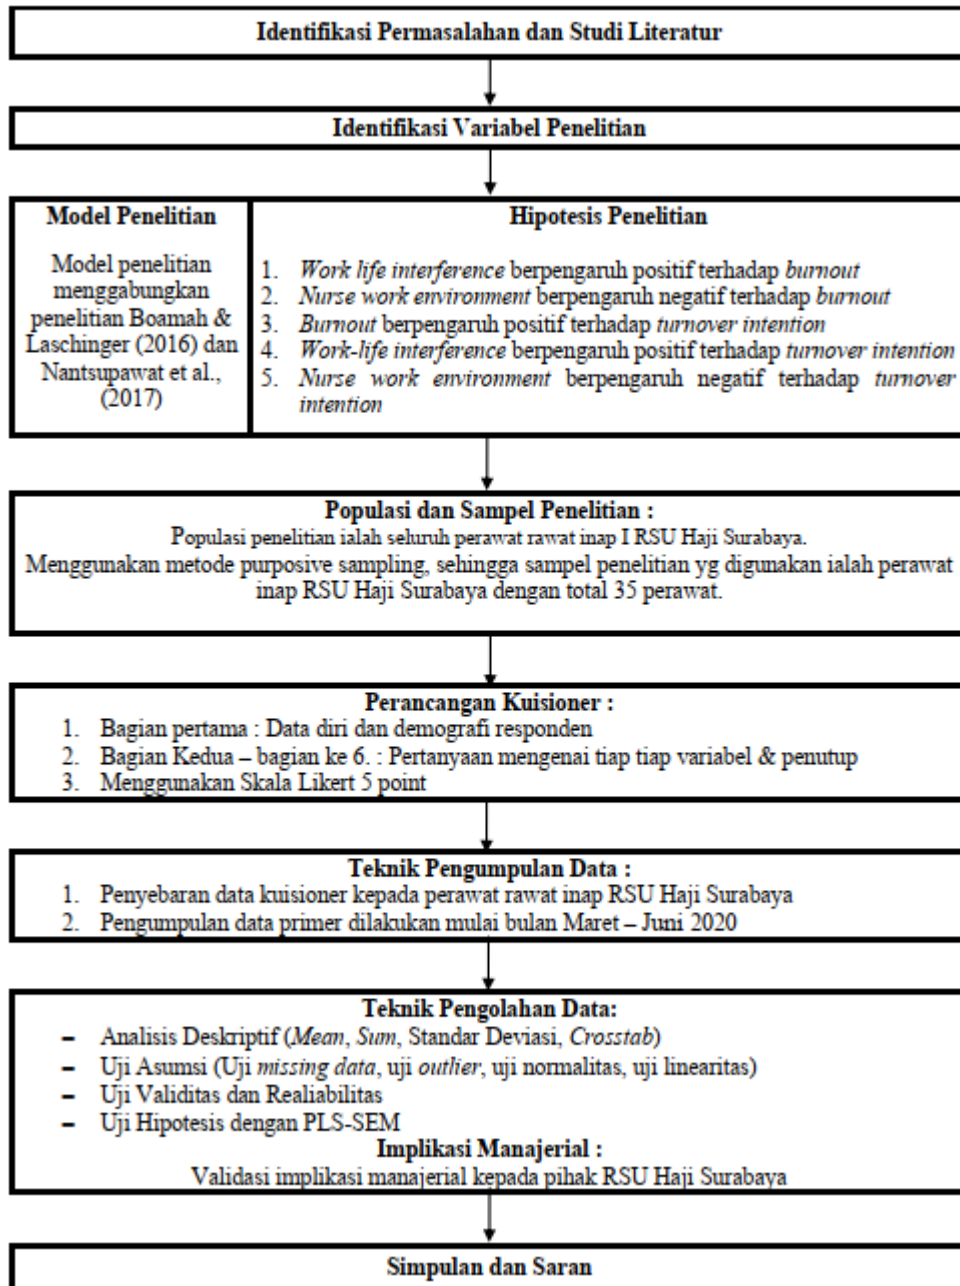 Identifikasi Permasalahan dan Studi Literatur
Identifikasi Variabel Penelitian
Model Penelitian
Model penelitian
menggabungkan
penelitian Boamah &
Laschinger (2016) dan
Nantsupawat et al.,
(2017)
Hipotesis Penelitian
1. Work life interference berpengaruh positif terhadap burnout
2. Nurse work environment berpengaruh negatif terhadap burnout
3. Burnout berpengaruh positif terhadap turnover intention
4. Work-life interference berpengaruh positif terhadap turnover intention
5. Nurse work environment berpengaruh negatif terhadap turnover
intention
Populasi dan Sampel Penelitian :
Populasi penelitian ialah seluruh perawat rawat inap I RSU Haji Surabaya.
Menggunakan metode purposive sampling, sehingga sampel penelitian yg digunakan ialah perawat
inap RSU Haji Surabaya dengan total 35 perawat.
Perancangan Kuisioner :
1. Bagian pertama : Data diri dan demografi responden
2. Bagian Kedua – bagian ke 6. : Pertanyaan mengenai tiap tiap variabel & penutup
3. Menggunakan Skala Likert 5 point
Teknik Pengumpulan Data :
1. Penyebaran data kuisioner kepada perawat rawat inap RSU Haji Surabaya
2. Pengumpulan data primer dilakukan mulai bulan Maret – Juni 2020
Teknik Pengolahan Data:
– Analisis Deskriptif (Mean, Sum, Standar Deviasi, Crosstab)
– Uji Asumsi (Uji missing data, uji outlier, uji normalitas, uji linearitas)
– Uji Validitas dan Realiabilitas
– Uji Hipotesis dengan PLS-SEM
Implikasi Manajerial :
Validasi implikasi manajerial kepada pihak RSU Haji Surabaya
Simpulan dan Saran